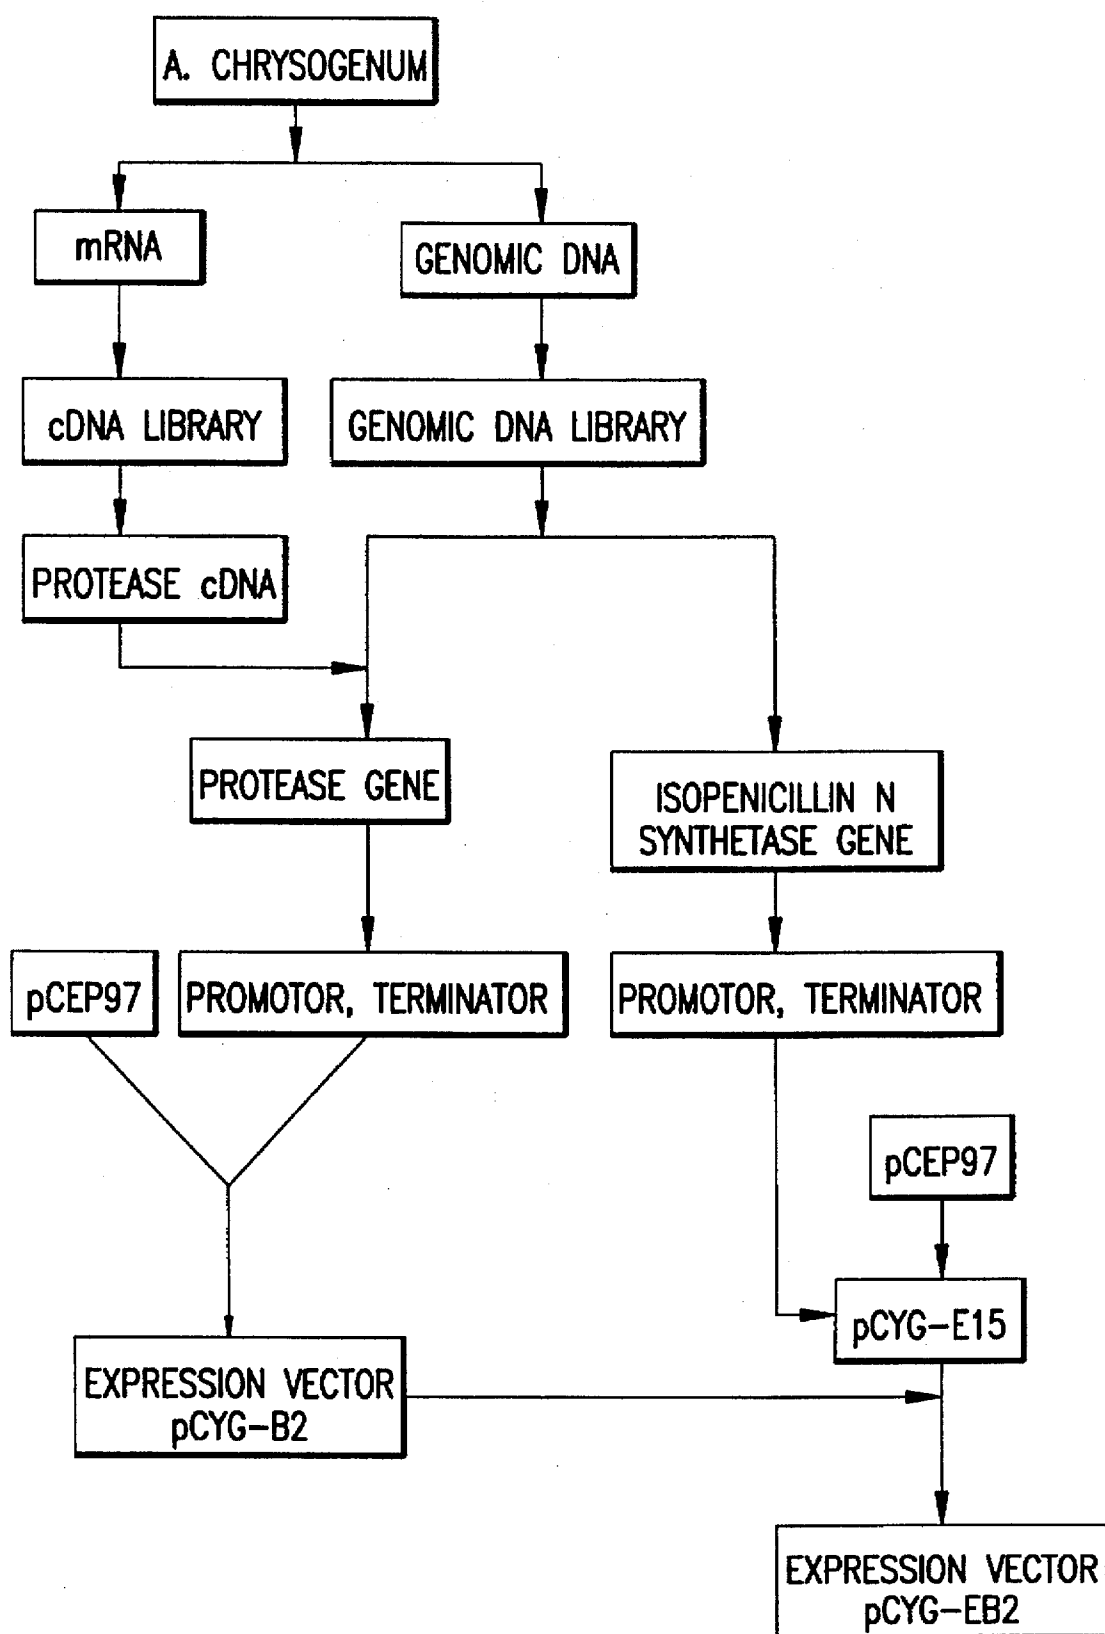 A. CHRYSOGENUM
mRNA
GENOMIC DNA
cDNA LIBRARY
GENOMIC DNA LIBRARY
PROTEASE cDNA
PROTEASE GENE
ISOPENICILLIN N
SYNTHETASE GENE
pCEP97
PROMOTOR, TERMINATOR
PROMOTOR, TERMINATOR
pCEP97
pCYG-E15
EXPRESSION VECTOR
pCYG-B2
EXPRESSION VECTOR
pCYG-EB2